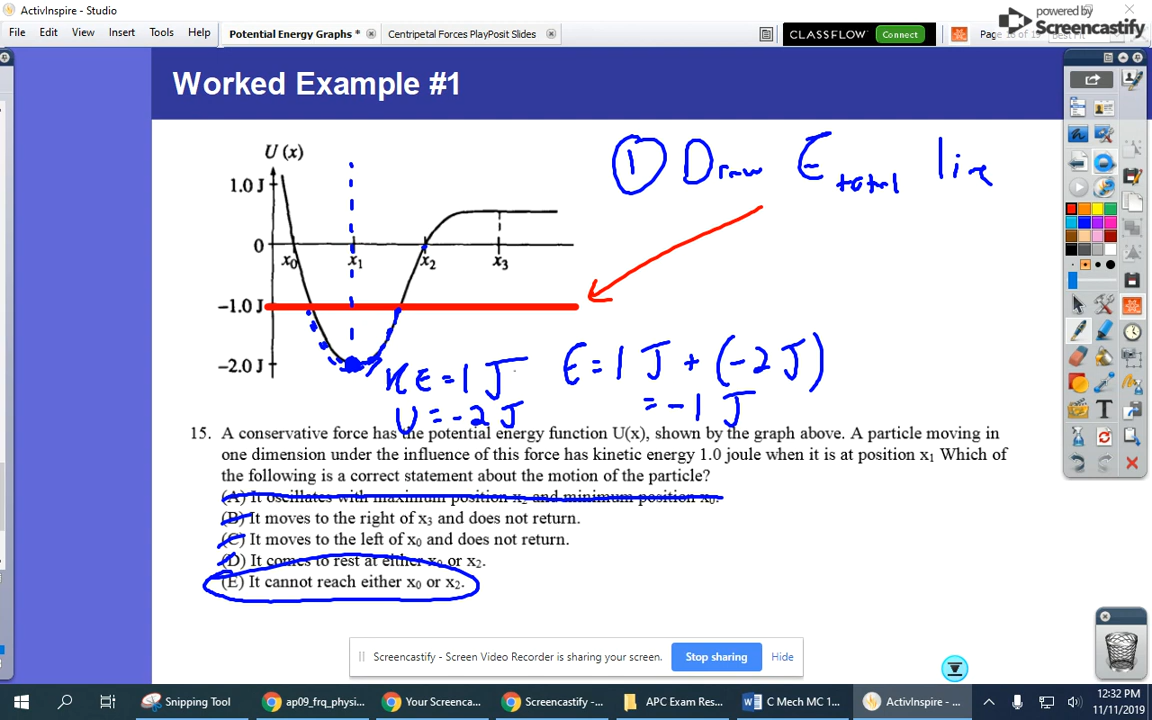 ActivInspire - Studio
powered by
Screencastify
File Edit View Insert Tools Help
Potential Energy Graphs *
Centripetal Forces PlayPosit Slides
CLASSFLOW Connect
Worked Example #1
① Draw E total line
U (x)
1.0 J
0
x0 x1 x2 x3
−1.0 J
−2.0 J
KE = 1 J
U = -2 J
E = 1 J + (-2 J)
= -1 J
15. A conservative force has the potential energy function U(x), shown by the graph above. A particle moving in
one dimension under the influence of this force has kinetic energy 1.0 joule when it is at position x1 Which of
the following is a correct statement about the motion of the particle?
(A) It oscillates with maximum position x2 and minimum position x0.
(B) It moves to the right of x3 and does not return.
(C) It moves to the left of x0 and does not return.
(D) It comes to rest at either x0 or x2.
(E) It cannot reach either x0 or x2.
Screencastify - Screen Video Recorder is sharing your screen.
Stop sharing
Hide
Snipping Tool
ap09_frq_physi...
Your Screenca...
Screencastify -...
APC Exam Res...
C Mech MC 1...
ActivInspire - ...
12:32 PM
11/11/2019